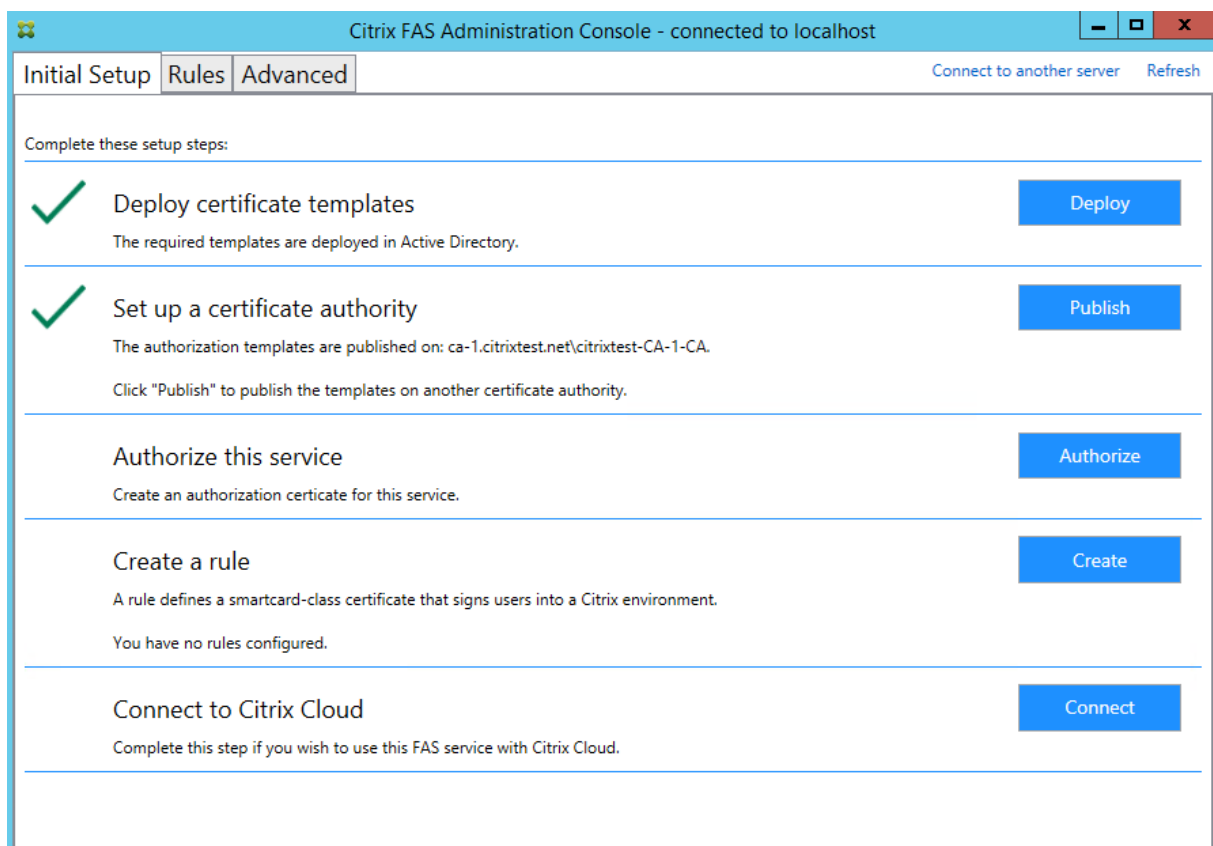 Citrix FAS Administration Console - connected to localhost
Initial Setup Rules Advanced Connect to another server Refresh
Complete these setup steps:
Deploy certificate templates Deploy
The required templates are deployed in Active Directory.
Set up a certificate authority Publish
The authorization templates are published on: ca-1.citrixtest.net\citrixtest-CA-1-CA.
Click "Publish" to publish the templates on another certificate authority.
Authorize this service Authorize
Create an authorization certicate for this service.
Create a rule Create
A rule defines a smartcard-class certificate that signs users into a Citrix environment.
You have no rules configured.
Connect to Citrix Cloud Connect
Complete this step if you wish to use this FAS service with Citrix Cloud.